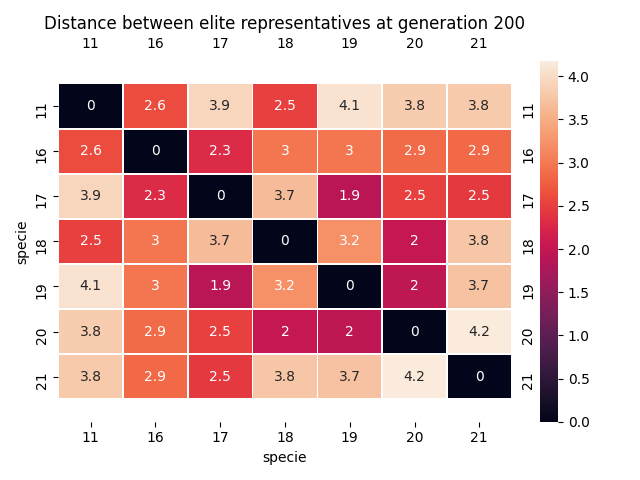 Distance between elite representatives at generation 200
11 16 17 18 19 20 21
11 0 2.6 3.9 2.5 4.1 3.8 3.8 11
16 2.6 0 2.3 3 3 2.9 2.9 16
17 3.9 2.3 0 3.7 1.9 2.5 2.5 17
18 2.5 3 3.7 0 3.2 2 3.8 18
19 4.1 3 1.9 3.2 0 2 3.7 19
20 3.8 2.9 2.5 2 2 0 4.2 20
21 3.8 2.9 2.5 3.8 3.7 4.2 0 21
11 16 17 18 19 20 21
specie
specie
4.0
3.5
3.0
2.5
2.0
1.5
1.0
0.5
0.0